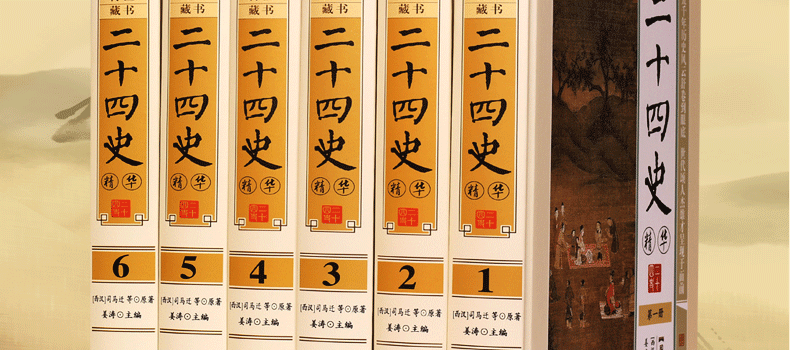 藏书
二十四史
精华
6
[西汉]司马迁 等⊙原著
姜涛⊙主编
藏书
二十四史
精华
5
[西汉]司马迁 等⊙原著
姜涛⊙主编
藏书
二十四史
精华
4
[西汉]司马迁 等⊙原著
姜涛⊙主编
藏书
二十四史
精华
3
[西汉]司马迁 等⊙原著
姜涛⊙主编
藏书
二十四史
精华
2
[西汉]司马迁 等⊙原著
姜涛⊙主编
藏书
二十四史
精华
1
[西汉]司马迁 等⊙原著
姜涛⊙主编
二十四史
精华
第一册